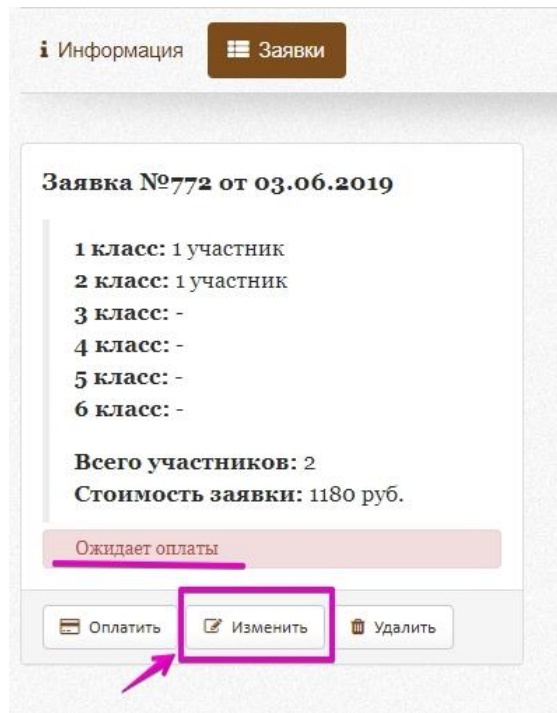 Информация
Заявки
Заявка №772 от 03.06.2019
1 класс: 1 участник
2 класс: 1 участник
3 класс: -
4 класс: -
5 класс: -
6 класс: -
Всего участников: 2
Стоимость заявки: 1180 руб.
Ожидает оплаты
Оплатить
Изменить
Удалить